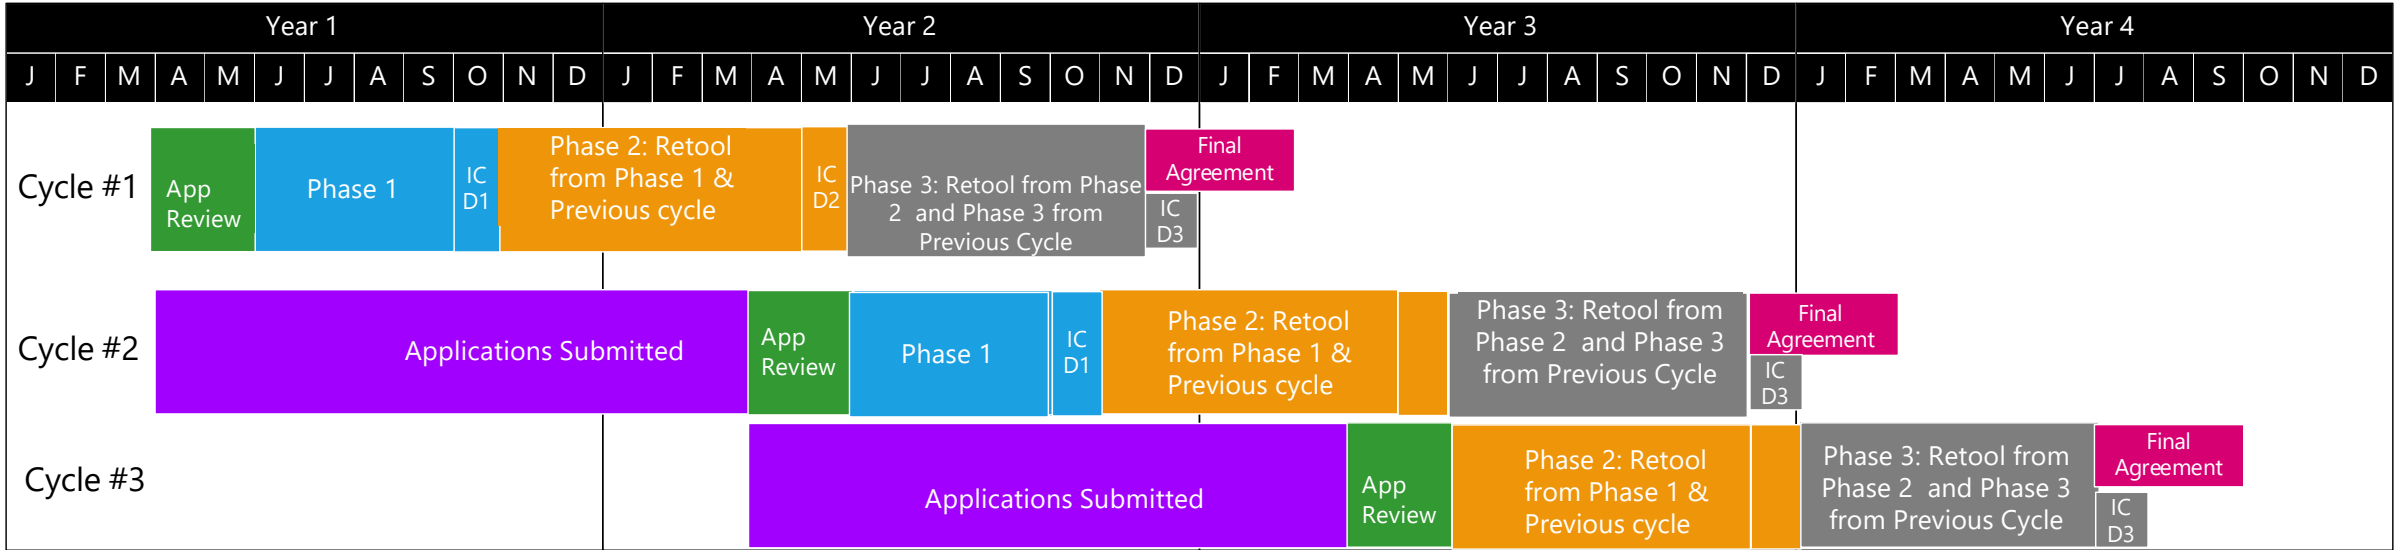 Year 1 Year 2 Year 3 Year 4
J F M A M J J A S O N D J F M A M J J A S O N D J F M A M J J A S O N D J F M A M J J A S O N D
Cycle #1
App
Review
Phase 1
IC
D1
Phase 2: Retool
from Phase 1 &
Previous cycle
IC
D2
Phase 3: Retool from Phase
2 and Phase 3 from
Previous Cycle
Final
Agreement
IC
D3
Cycle #2
Applications Submitted
App
Review
Phase 1
IC
D1
Phase 2: Retool
from Phase 1 &
Previous cycle
Phase 3: Retool from
Phase 2 and Phase 3
from Previous Cycle
Final
Agreement
IC
D3
Cycle #3
Applications Submitted
App
Review
Phase 2: Retool
from Phase 1 &
Previous cycle
Phase 3: Retool from
Phase 2 and Phase 3
from Previous Cycle
Final
Agreement
IC
D3